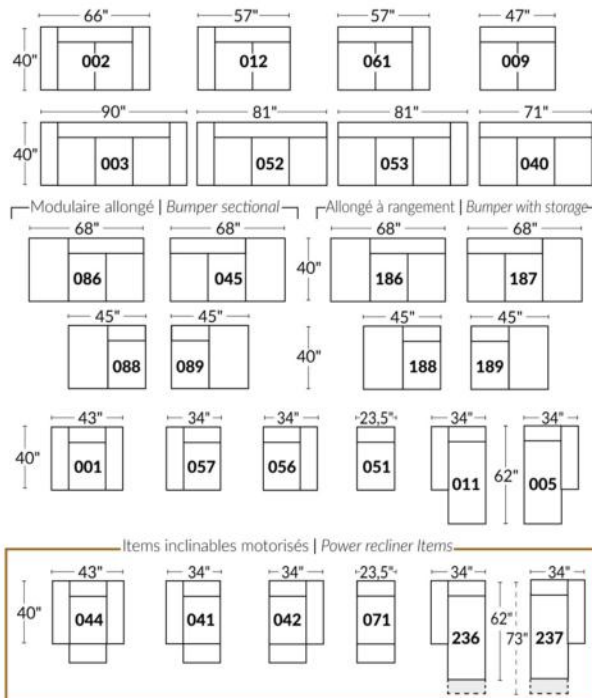 66" 57" 57" 47"
40" 002 012 061 009
90" 81" 81" 71"
40" 003 052 053 040
Modulaire allongé | Bumper sectional Allongé à rangement | Bumper with storage
68" 68" 68" 68"
086 045 40" 186 187
45" 45" 45" 45"
088 089 40" 188 189
43" 34" 34" 23,5" 34" 34"
40" 001 057 056 051 011 62" 005
Items inclinables motorisés | Power recliner Items
43" 34" 34" 23,5" 34" 34"
40" 044 041 042 071 236 62" 73" 237